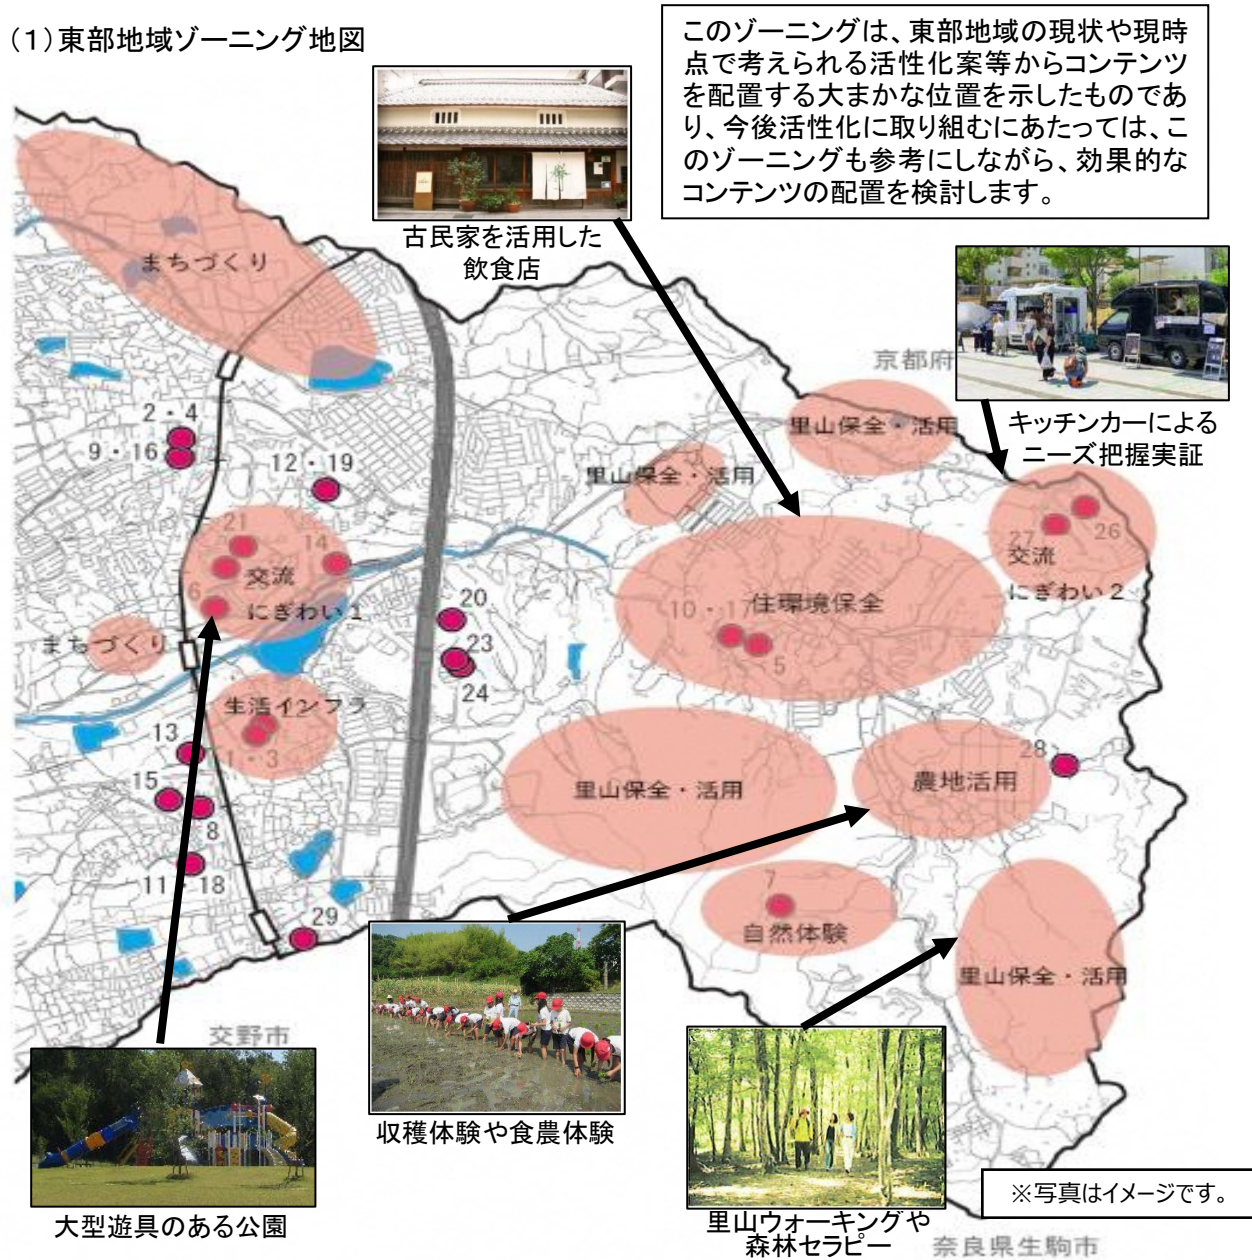 （1）東部地域ゾーニング地図
このゾーニングは、東部地域の現状や現時
点で考えられる活性化案等からコンテンツ
を配置する大まかな位置を示したものであ
り、今後活性化に取り組むにあたっては、こ
のゾーニングも参考にしながら、効果的な
コンテンツの配置を検討します。
古民家を活用した
飲食店
まちづくり
京都府
キッチンカーによる
ニーズ把握実証
里山保全・活用
里山保全・活用
2・4
9・16
12・19
21
14
交流
6
にぎわい1
27
26
交流
にぎわい2
10・17
住環境保全
5
20
23
24
まちづくり
生活インフラ
22
1・3
13
15
8
11・18
29
里山保全・活用
農地活用
28
7
自然体験
里山保全・活用
交野市
収穫体験や食農体験
大型遊具のある公園
里山ウォーキングや
森林セラピー
※写真はイメージです。
奈良県生駒市